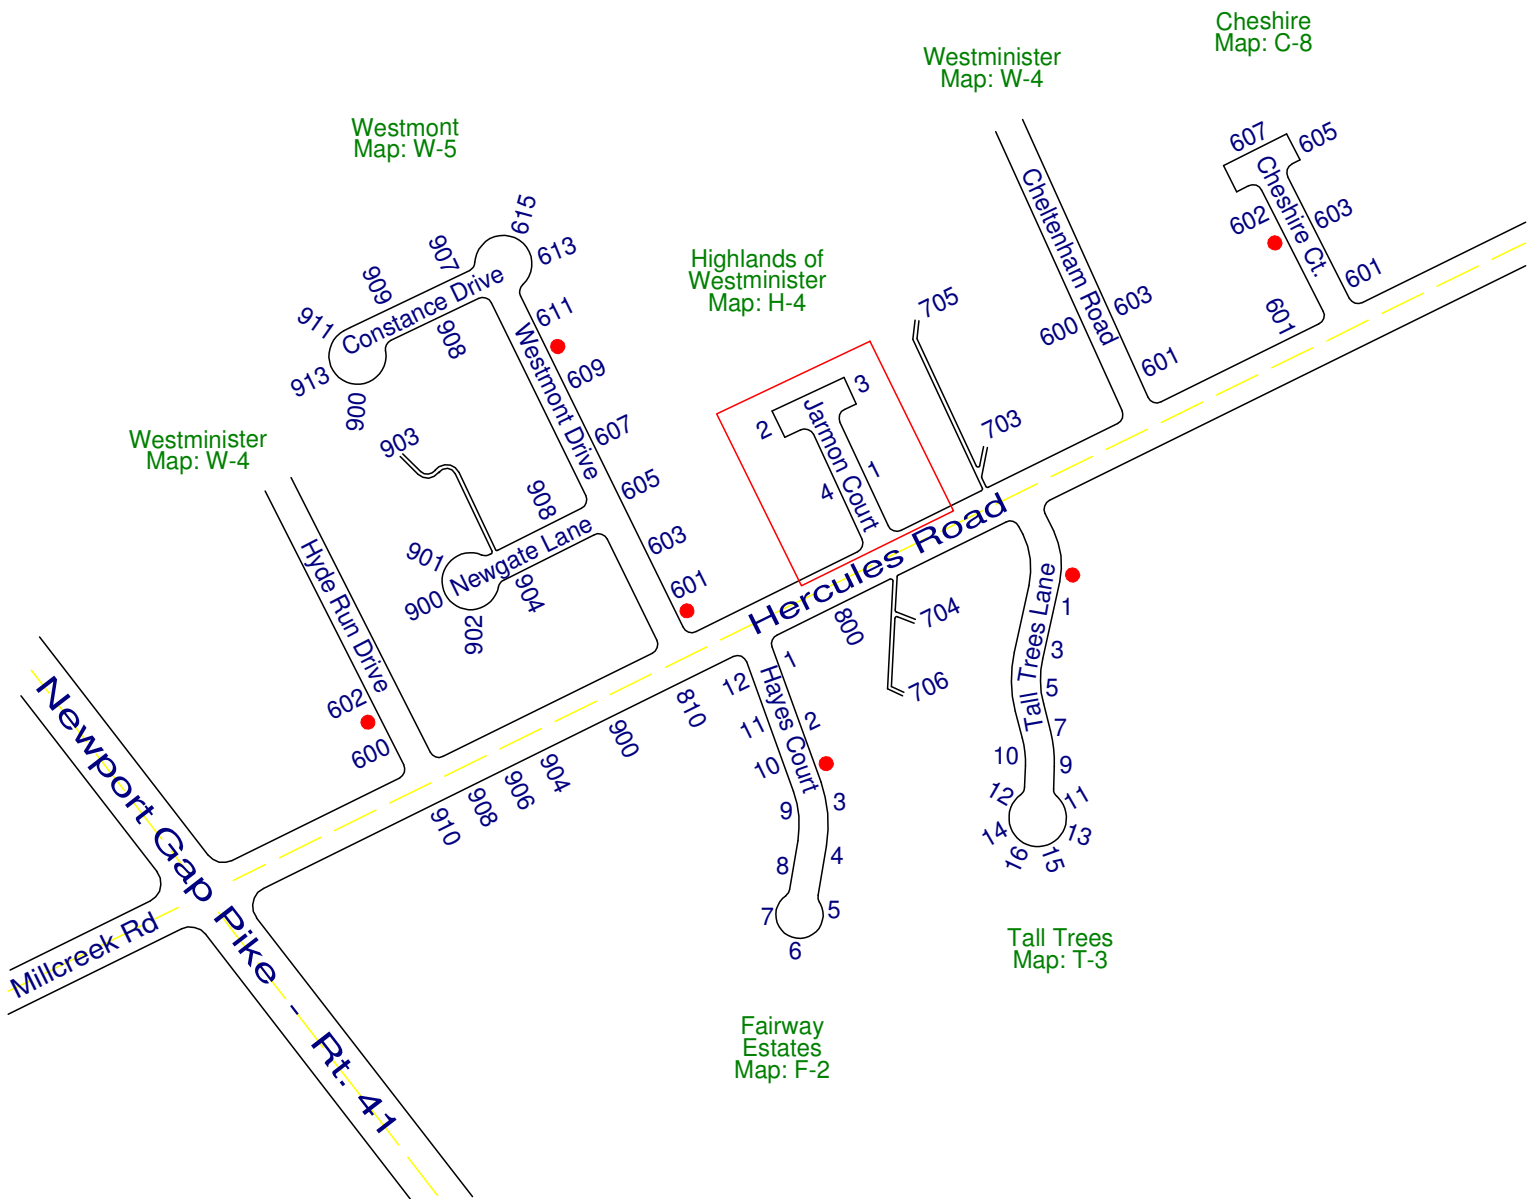 Cheshire
Map: C-8
Westminister
Map: W-4
Westmont
Map: W-5
Highlands of
Westminister
Map: H-4
Westminister
Map: W-4
607
605
Cheshire Ct.
602
603
601
601
Cheltenham Road
600
603
601
615
613
907
909
911
913
900
908
Constance Drive
611
609
607
605
603
601
Westmont Drive
903
908
901
900
902
904
Newgate Lane
705
703
3
2
1
4
Jarmon Court
Hyde Run Drive
602
600
Hercules Road
800
704
706
810
900
904
906
908
910
Hayes Court
1
2
3
4
5
6
7
8
9
10
11
12
Tall Trees Lane
1
3
5
7
9
11
13
15
16
14
12
10
Newport Gap Pike - Rt. 41
Millcreek Rd
Tall Trees
Map: T-3
Fairway
Estates
Map: F-2